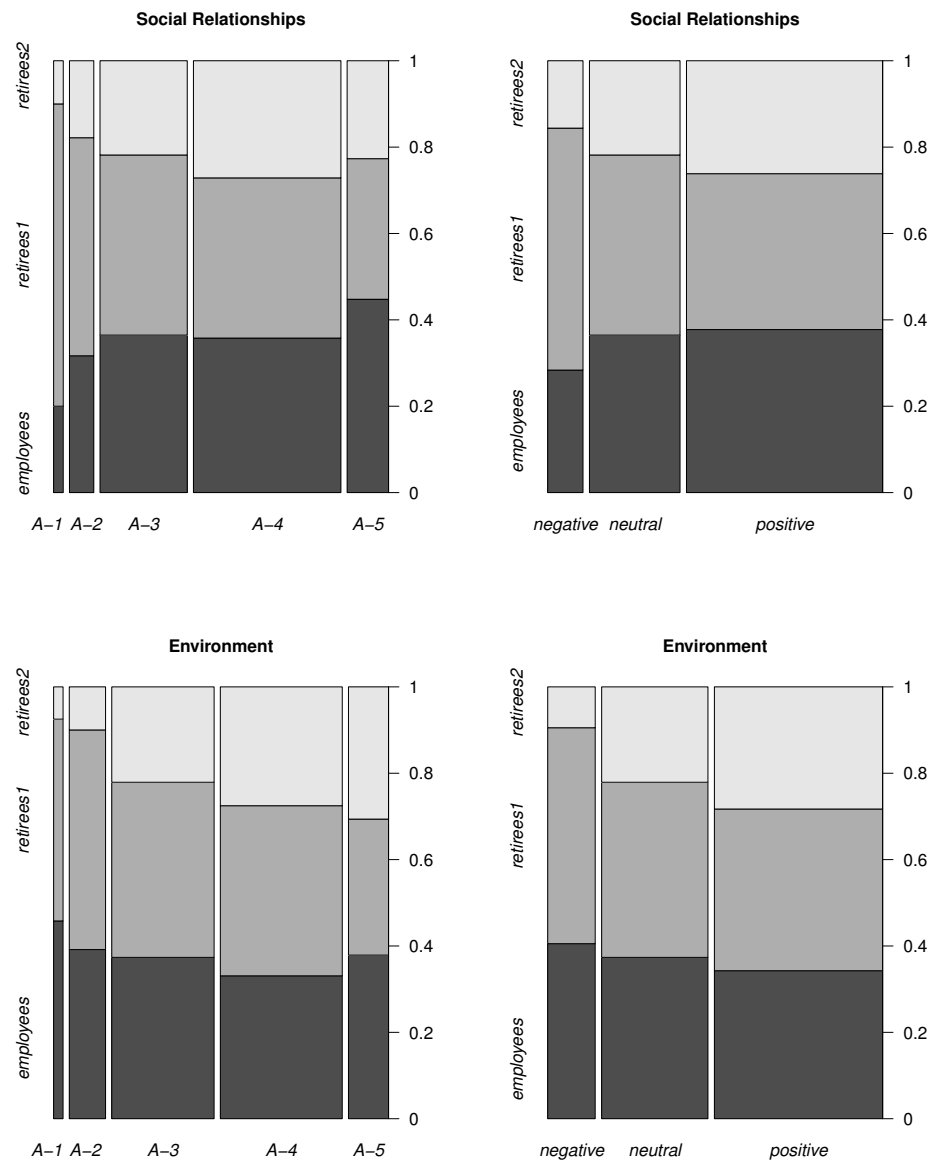 Social Relationships
retirees2
retirees1
employees
1
0.8
0.6
0.4
0.2
0
A−1 A−2 A−3 A−4 A−5
Social Relationships
retirees2
retirees1
employees
1
0.8
0.6
0.4
0.2
0
negative neutral positive
Environment
retirees2
retirees1
employees
1
0.8
0.6
0.4
0.2
0
A−1 A−2 A−3 A−4 A−5
Environment
retirees2
retirees1
employees
1
0.8
0.6
0.4
0.2
0
negative neutral positive